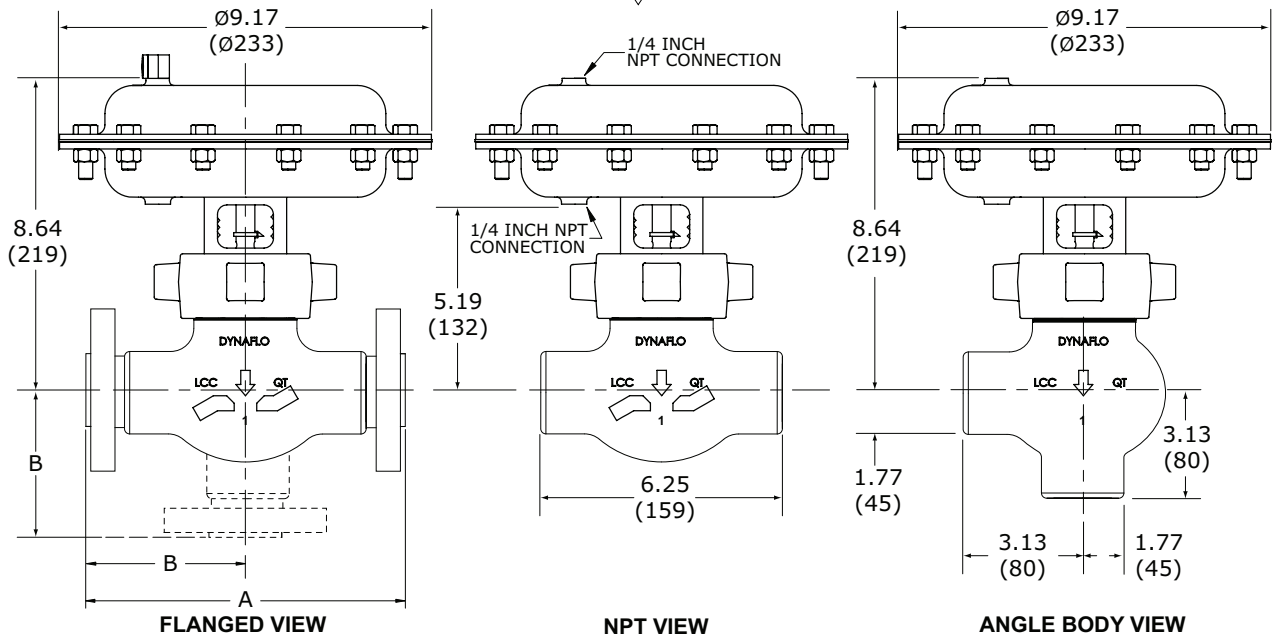 Ø9.17
(Ø233)
8.64
(219)
DYNAFLO
LCC
QT
1
B
B
A
FLANGED VIEW
1/4 INCH
NPT CONNECTION
1/4 INCH NPT
CONNECTION
5.19
(132)
DYNAFLO
LCC
QT
1
6.25
(159)
NPT VIEW
Ø9.17
(Ø233)
8.64
(219)
DYNAFLO
LCC
QT
1
1.77
(45)
3.13
(80)
3.13
(80)
1.77
(45)
ANGLE BODY VIEW